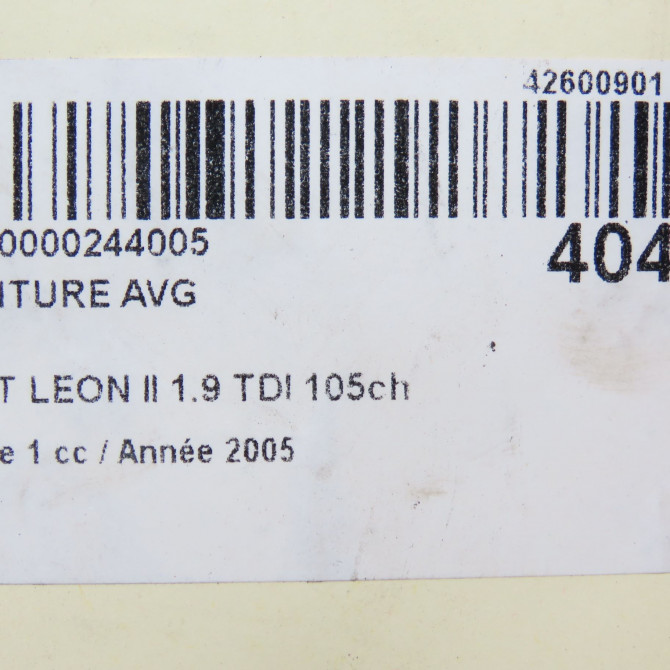 42600901
0000244005
404
NTURE AVG
T LEON II 1.9 TDI 105ch
e 1 cc / Année 2005